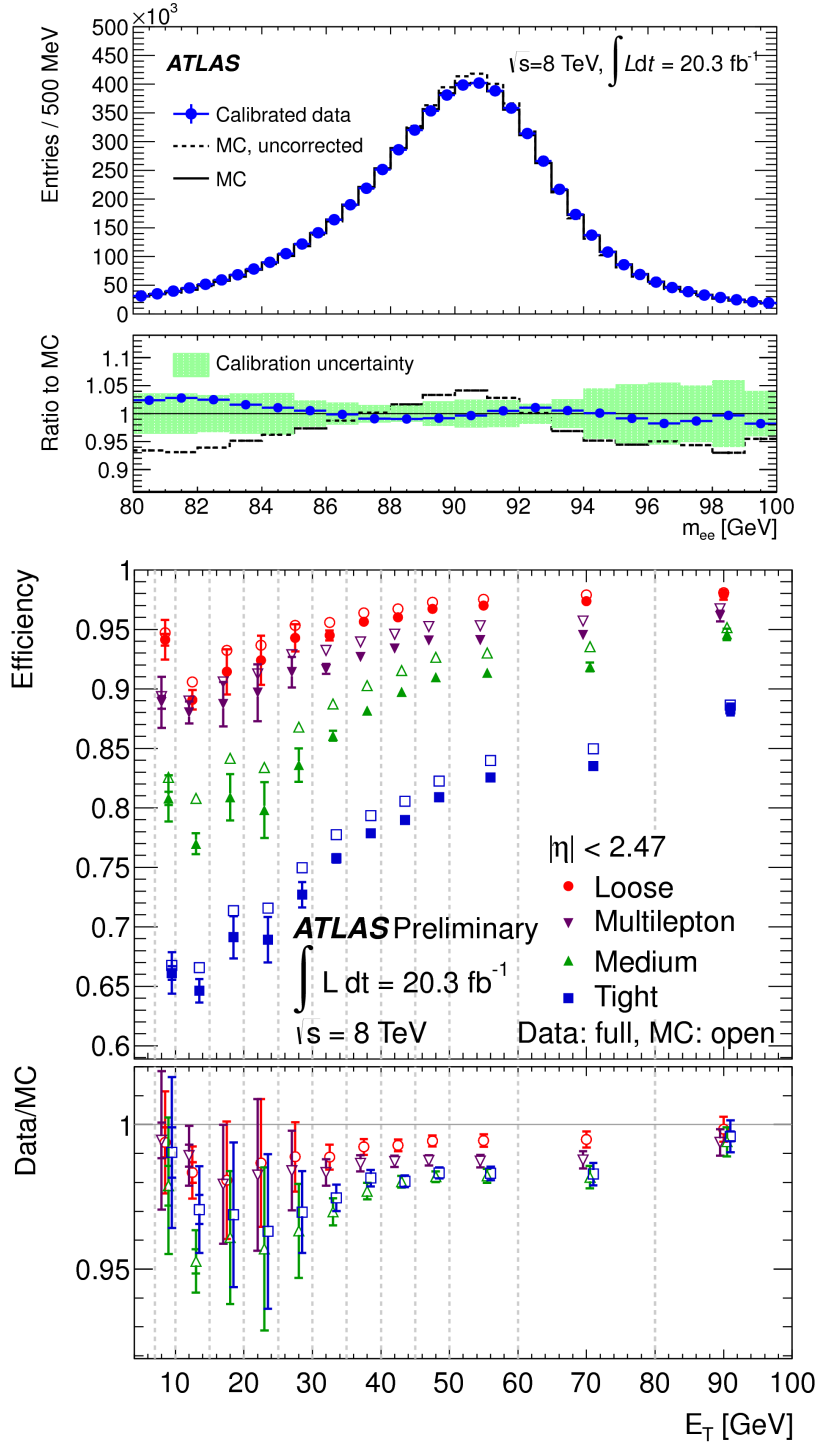 ×10³
500
450
400
350
300
250
200
150
100
50
0
Entries / 500 MeV
ATLAS
√s=8 TeV, ∫ Ldt = 20.3 fb⁻¹
Calibrated data
MC, uncorrected
MC
1.1
1.05
1
0.95
0.9
Ratio to MC
Calibration uncertainty
80 82 84 86 88 90 92 94 96 98 100
mₑₑ [GeV]
1
0.95
0.9
0.85
0.8
0.75
0.7
0.65
0.6
Efficiency
|η| < 2.47
Loose
Multilepton
Medium
Tight
ATLAS Preliminary
∫ L dt = 20.3 fb⁻¹
√s = 8 TeV
Data: full, MC: open
Data/MC
1
0.95
10 20 30 40 50 60 70 80 90 100
E_T [GeV]